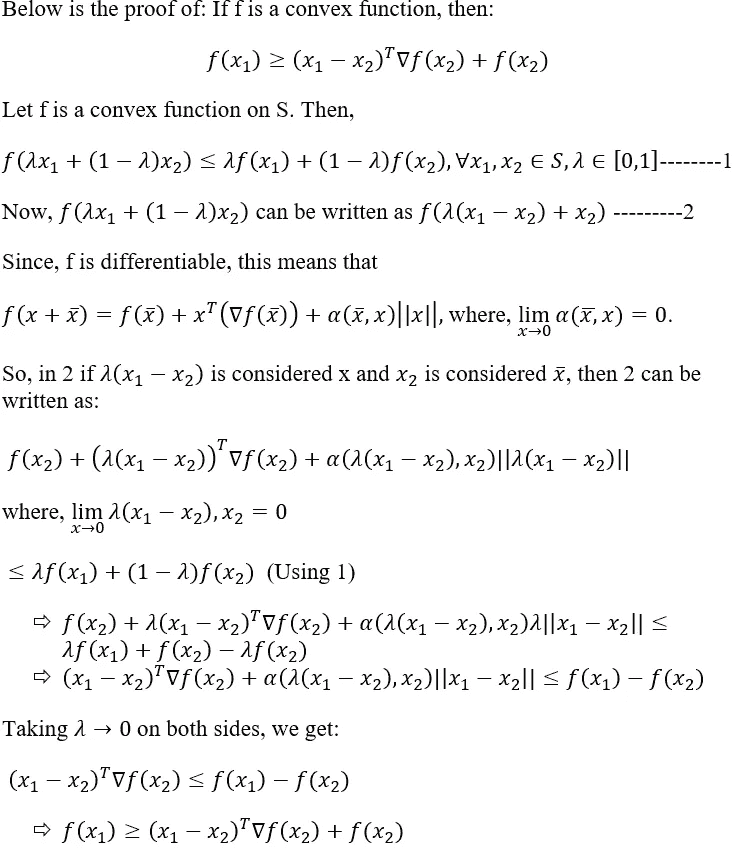 Below is the proof of: If f is a convex function, then:
f(x₁) ≥ (x₁ − x₂)ᵀ∇f(x₂) + f(x₂)
Let f is a convex function on S. Then,
f(λx₁ + (1 − λ)x₂) ≤ λf(x₁) + (1 − λ)f(x₂), ∀x₁, x₂ ∈ S, λ ∈ [0,1]--------1
Now, f(λx₁ + (1 − λ)x₂) can be written as f(λ(x₁ − x₂) + x₂) ---------2
Since, f is differentiable, this means that
f(x + x̄) = f(x̄) + xᵀ(∇f(x̄)) + α(x̄, x)||x||, where, lim x→0 α(x̄, x) = 0.
So, in 2 if λ(x₁ − x₂) is considered x and x₂ is considered x̄, then 2 can be
written as:
f(x₂) + (λ(x₁ − x₂))ᵀ∇f(x₂) + α(λ(x₁ − x₂), x₂)||λ(x₁ − x₂)||
where, lim x→0 λ(x₁ − x₂), x₂ = 0
≤ λf(x₁) + (1 − λ)f(x₂) (Using 1)
⇨ f(x₂) + λ(x₁ − x₂)ᵀ∇f(x₂) + α(λ(x₁ − x₂), x₂)λ||x₁ − x₂|| ≤
λf(x₁) + f(x₂) − λf(x₂)
⇨ (x₁ − x₂)ᵀ∇f(x₂) + α(λ(x₁ − x₂), x₂)||x₁ − x₂|| ≤ f(x₁) − f(x₂)
Taking λ → 0 on both sides, we get:
(x₁ − x₂)ᵀ∇f(x₂) ≤ f(x₁) − f(x₂)
⇨ f(x₁) ≥ (x₁ − x₂)ᵀ∇f(x₂) + f(x₂)